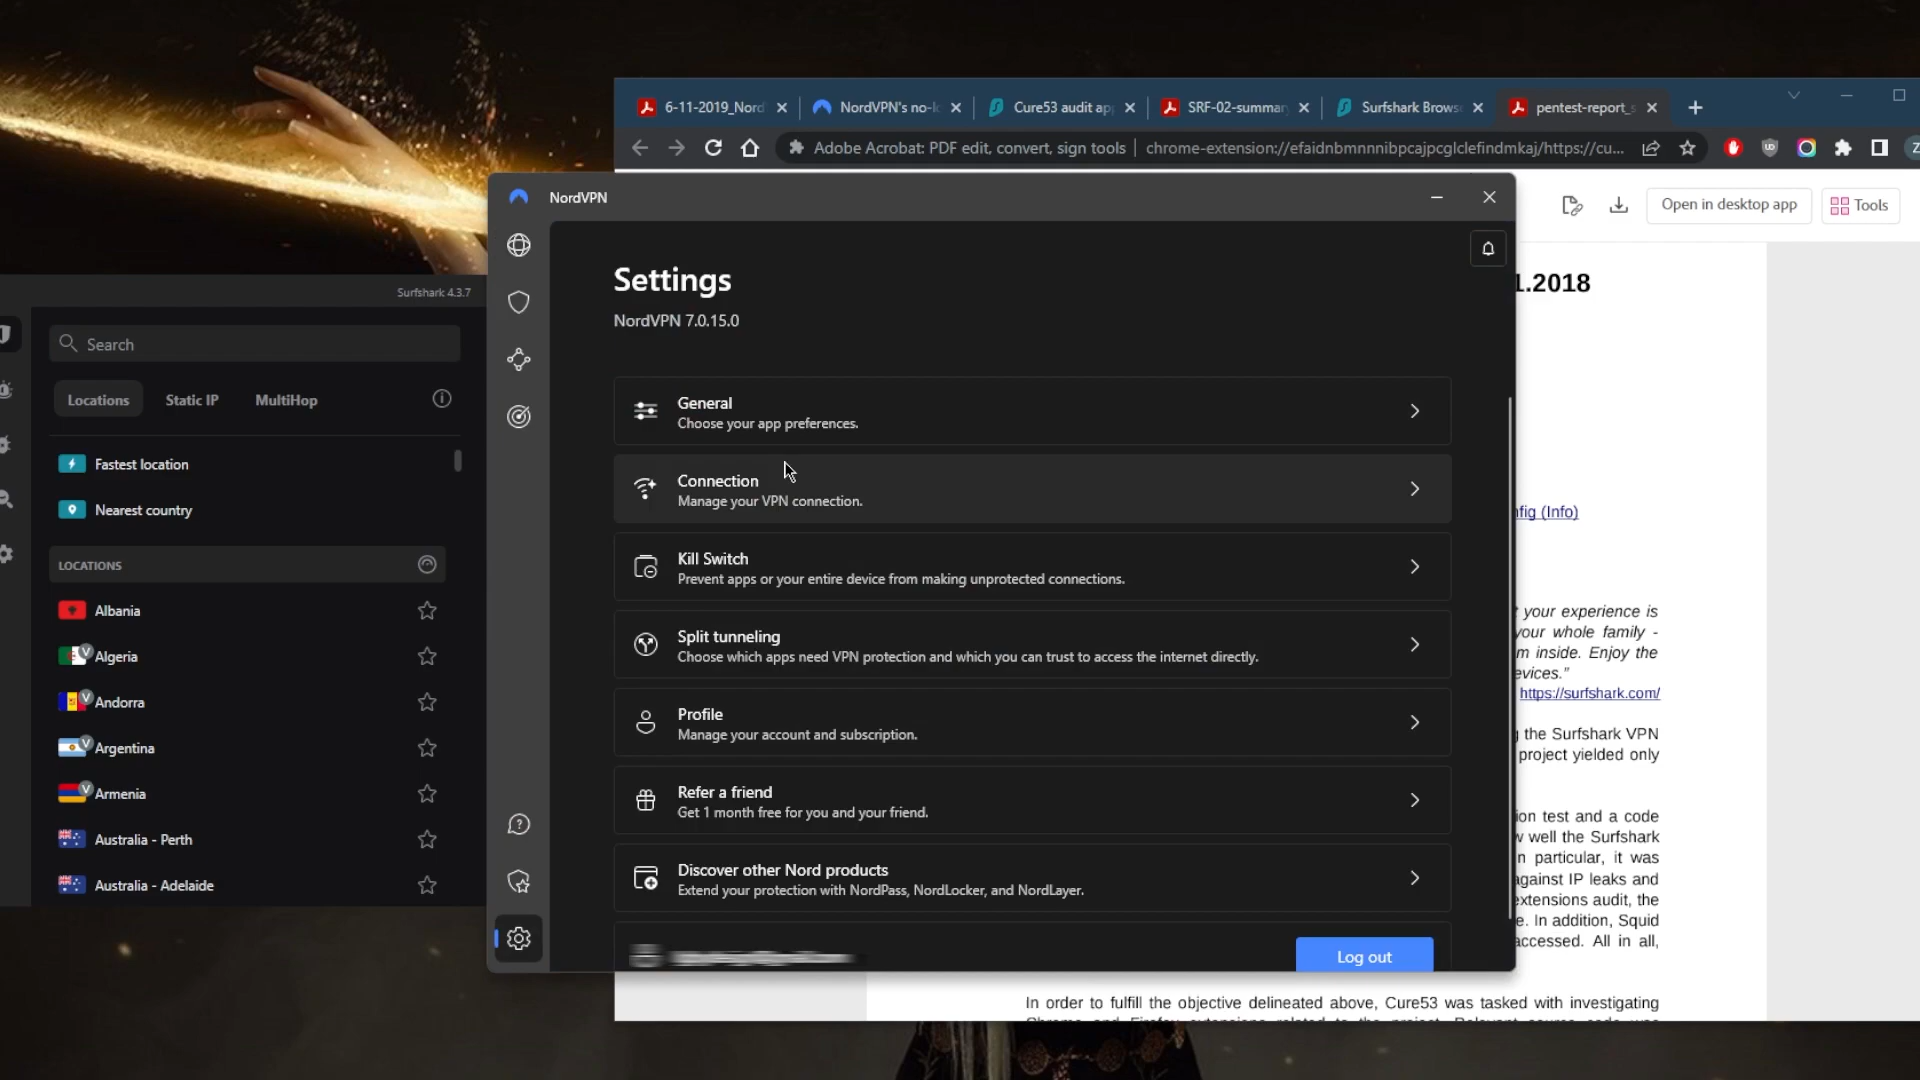 6-11-2019_Nord
NordVPN's no-l
Cure53 audit ap
SRF-02-summar
Surfshark Brows
pentest-report_s
Adobe Acrobat: PDF edit, convert, sign tools
chrome-extension://efaidnbmnnnibpcajpcglclefindmkaj/https://cu...
Z
Open in desktop app
Tools
NordVPN
Settings
NordVPN 7.0.15.0
General
Choose your app preferences.
Connection
Manage your VPN connection.
Kill Switch
Prevent apps or your entire device from making unprotected connections.
Split tunneling
Choose which apps need VPN protection and which you can trust to access the internet directly.
Profile
Manage your account and subscription.
Refer a friend
Get 1 month free for you and your friend.
Discover other Nord products
Extend your protection with NordPass, NordLocker, and NordLayer.
Log out
Surfshark 4.3.7
Search
Locations
Static IP
MultiHop
Fastest location
Nearest country
LOCATIONS
Albania
V Algeria
V Andorra
V Argentina
V Armenia
Australia - Perth
Australia - Adelaide
1.2018
nfig (Info)
your experience is
your whole family -
m inside. Enjoy the
evices."
https://surfshark.com/
the Surfshark VPN
project yielded only
ion test and a code
w well the Surfshark
n particular, it was
against IP leaks and
extensions audit, the
e. In addition, Squid
accessed. All in all,
In order to fulfill the objective delineated above, Cure53 was tasked with investigating